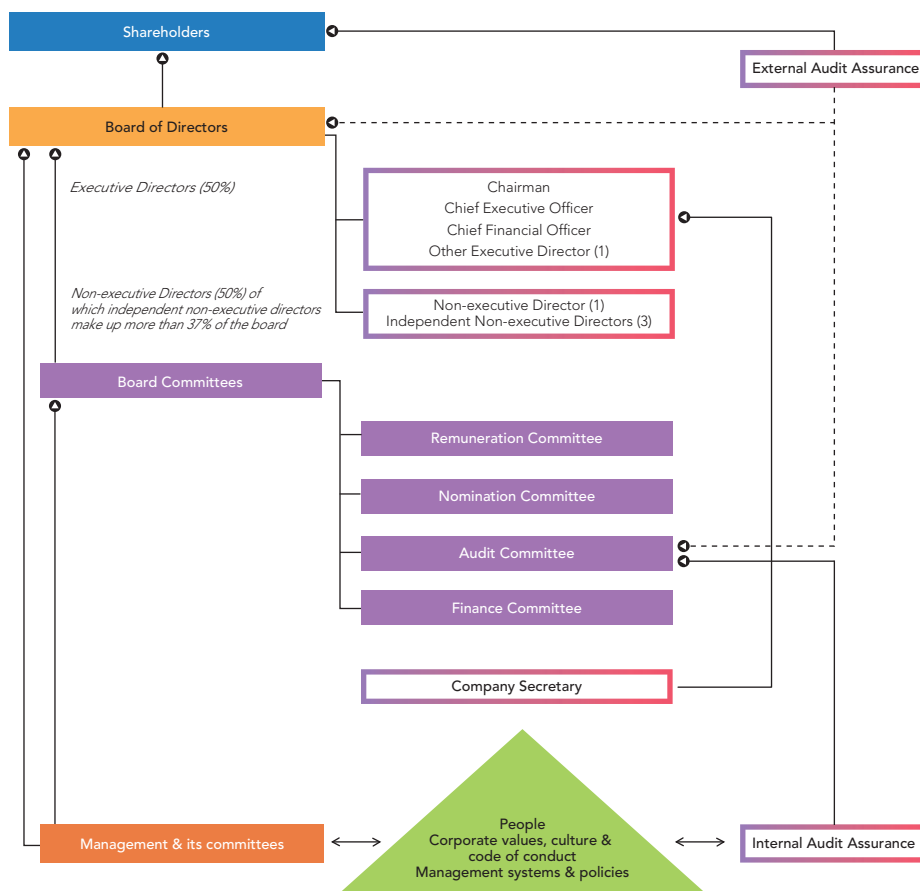 Shareholders
External Audit Assurance
Board of Directors
Executive Directors (50%)
Chairman
Chief Executive Officer
Chief Financial Officer
Other Executive Director (1)
Non-executive Directors (50%) of
which independent non-executive directors
make up more than 37% of the board
Non-executive Director (1)
Independent Non-executive Directors (3)
Board Committees
Remuneration Committee
Nomination Committee
Audit Committee
Finance Committee
Company Secretary
People
Corporate values, culture &
code of conduct
Management systems & policies
Management & its committees
Internal Audit Assurance